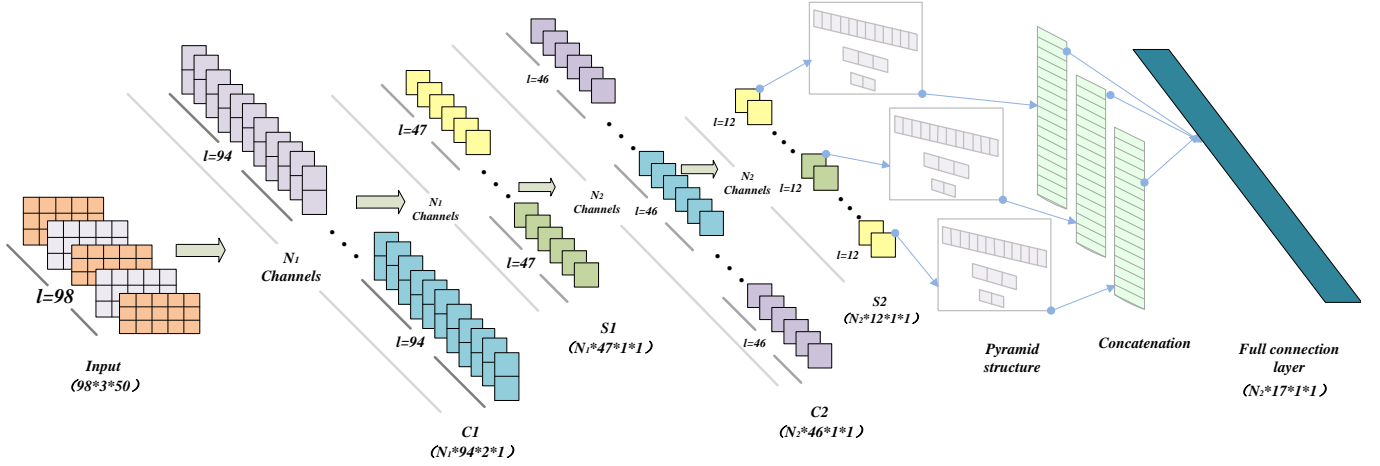 l=98
Input
(98*3*50)
l=94
N₁
Channels
l=94
C1
(N₁*94*2*1)
N₁
Channels
l=47
l=47
S1
(N₁*47*1*1)
N₂
Channels
l=46
l=46
l=46
C2
(N₂*46*1*1)
N₂
Channels
l=12
l=12
l=12
S2
(N₂*12*1*1)
Pyramid
structure
Concatenation
Full connection
layer
(N₂*17*1*1)